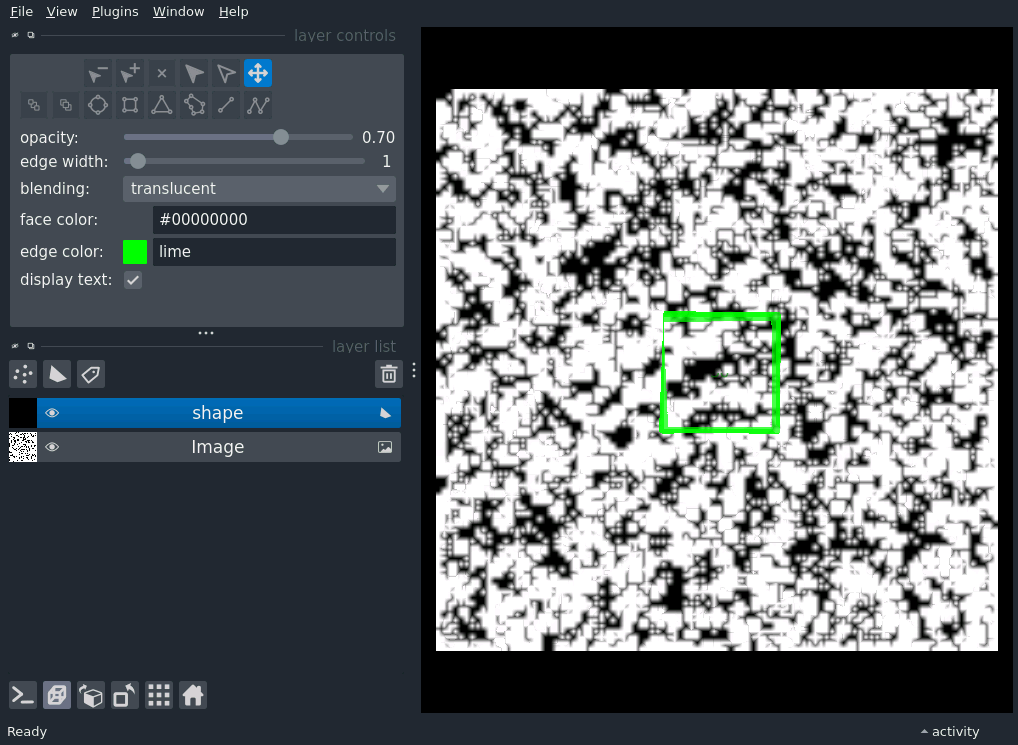 File View Plugins Window Help
layer controls
opacity: 0.70
edge width: 1
blending: translucent
face color: #00000000
edge color: lime
display text:
layer list
shape
Image
Ready activity